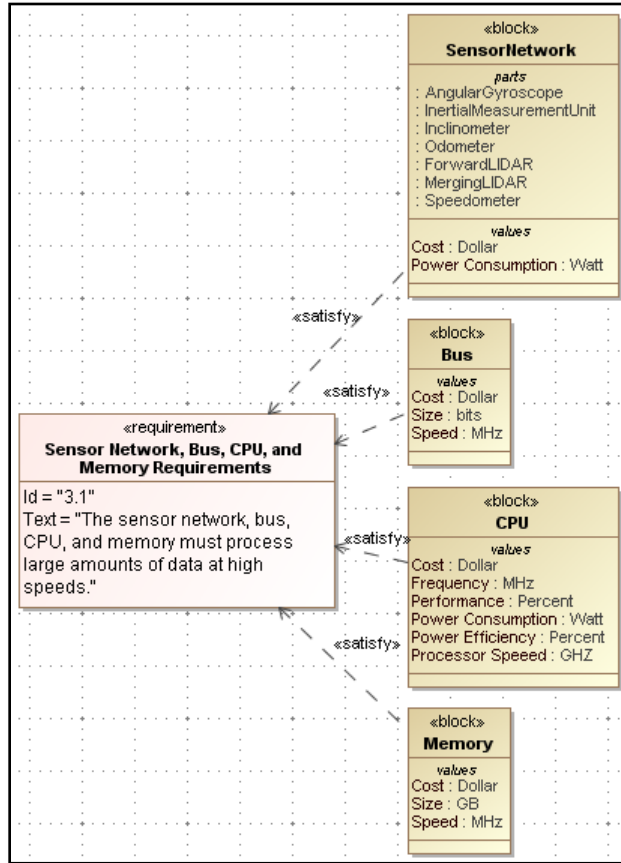 «block»
SensorNetwork
parts
: AngularGyroscope
: InertialMeasurementUnit
: Inclinometer
: Odometer
: ForwardLIDAR
: MergingLIDAR
: Speedometer
values
Cost : Dollar
Power Consumption : Watt
«satisfy»
«block»
Bus
values
Cost : Dollar
Size : bits
Speed : MHz
«satisfy»
«requirement»
Sensor Network, Bus, CPU, and
Memory Requirements
Id = "3.1"
Text = "The sensor network, bus,
CPU, and memory must process
large amounts of data at high
speeds."
«satisfy»
«block»
CPU
values
Cost : Dollar
Frequency : MHz
Performance : Percent
Power Consumption : Watt
Power Efficiency : Percent
Processor Speeed : GHZ
«satisfy»
«block»
Memory
values
Cost : Dollar
Size : GB
Speed : MHz